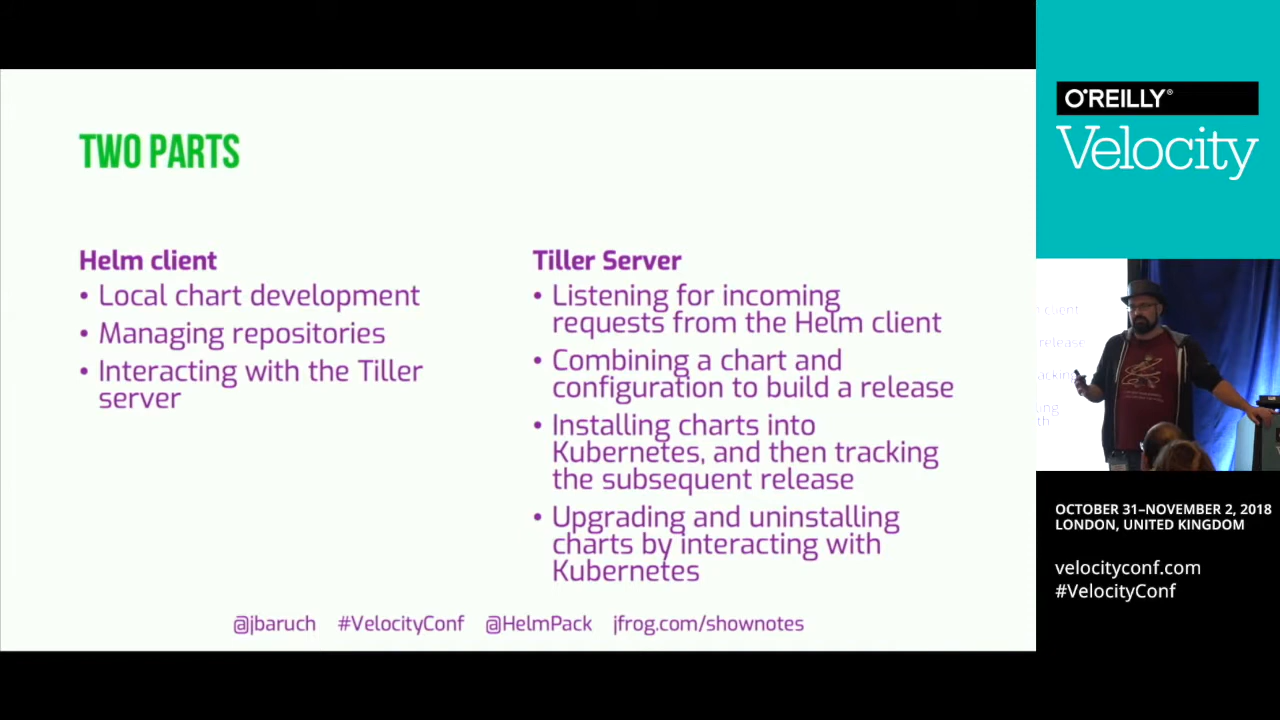 TWO PARTS
Helm client
• Local chart development
• Managing repositories
• Interacting with the Tiller
server
Tiller Server
• Listening for incoming
requests from the Helm client
• Combining a chart and
configuration to build a release
• Installing charts into
Kubernetes, and then tracking
the subsequent release
• Upgrading and uninstalling
charts by interacting with
Kubernetes
@jbaruch #VelocityConf @HelmPack jfrog.com/shownotes
O'REILLY®
Velocity
client
release
OCTOBER 31–NOVEMBER 2, 2018
LONDON, UNITED KINGDOM
velocityconf.com
#VelocityConf